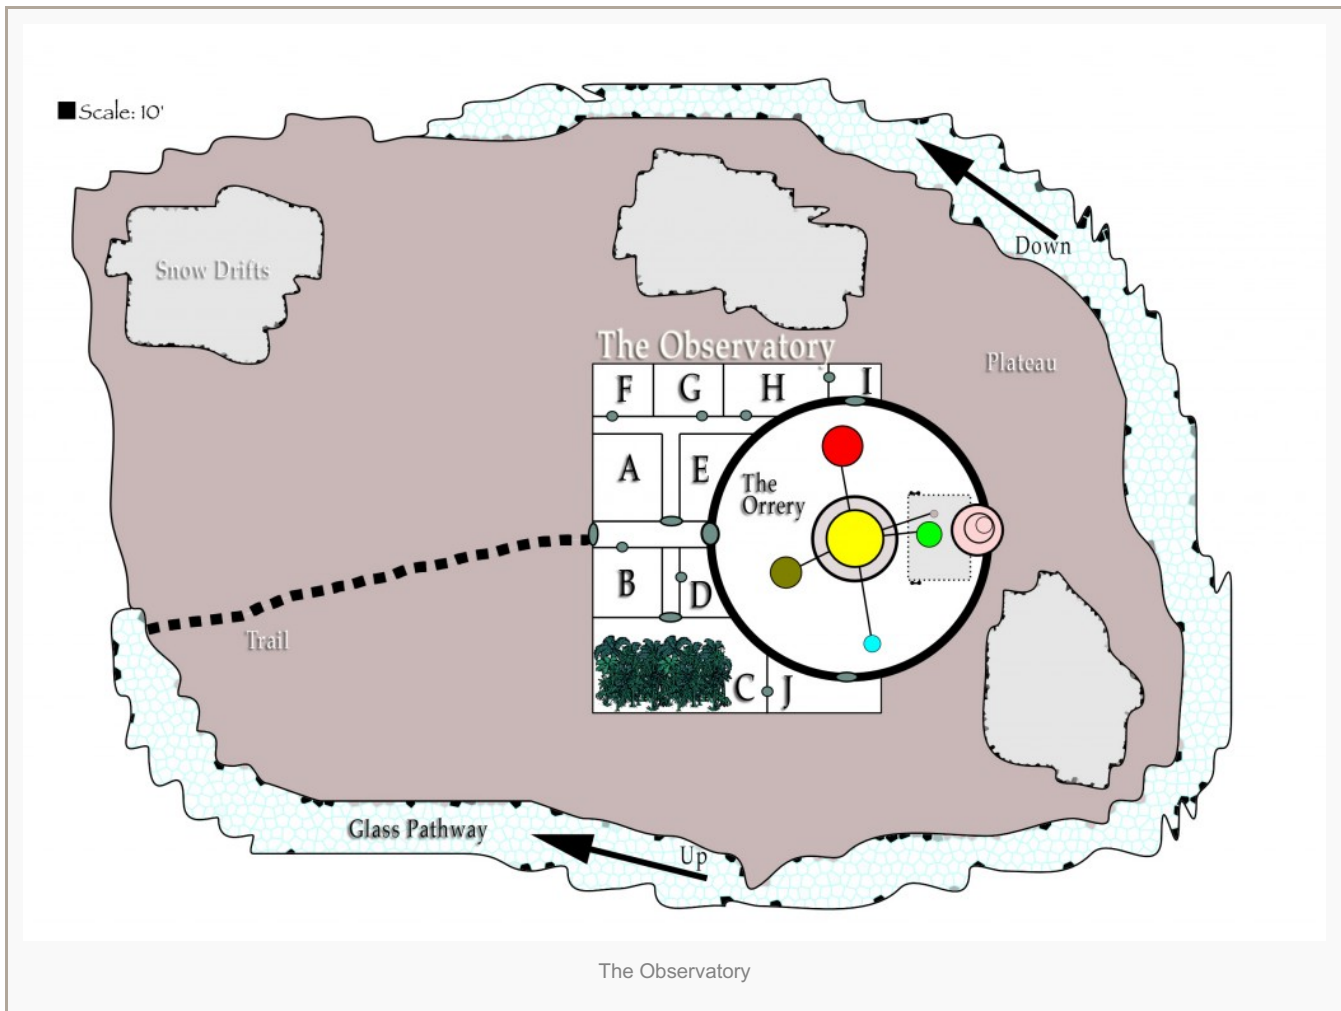 Scale: 10'
Down
Snow Drifts
The Observatory
Plateau
F G H I
A E
The
Orrery
B D
Trail
C J
Glass Pathway
Up
The Observatory